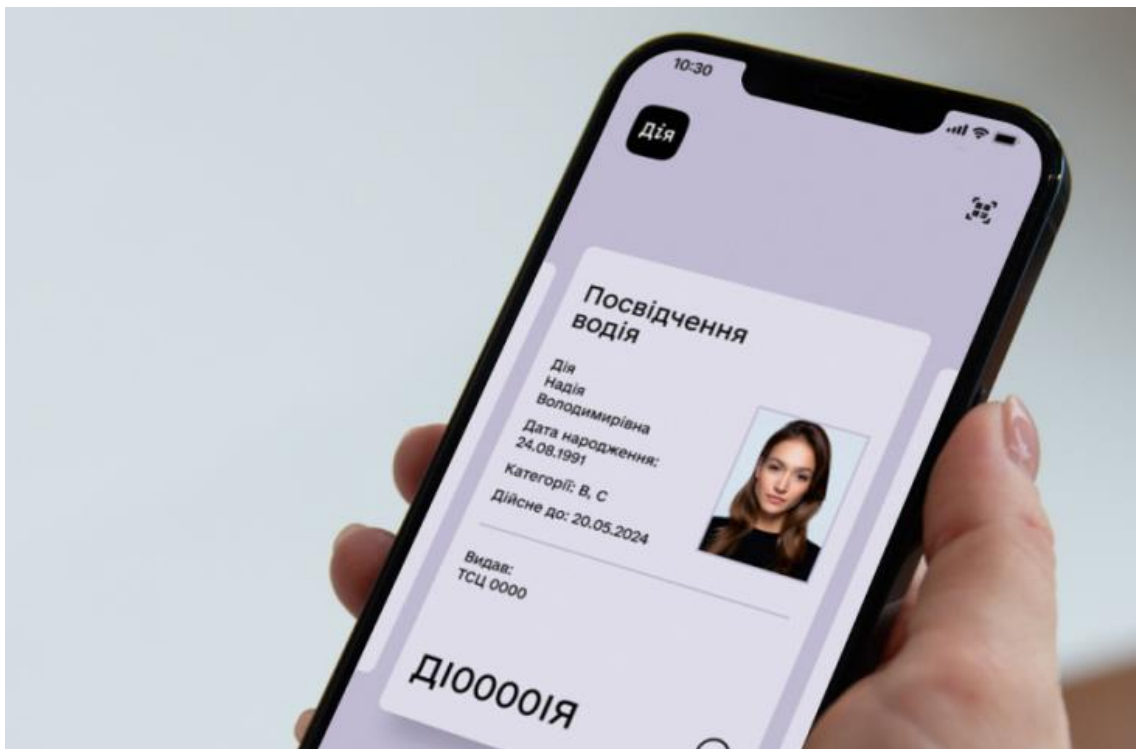 10:30
Дія
Посвідчення
водія
Дія
Надія
Володимирівна
Дата народження:
24.08.1991
Категорії: B, C
Дійсне до: 20.05.2024
Видав:
ТСЦ 0000
ДІ0000ІЯ